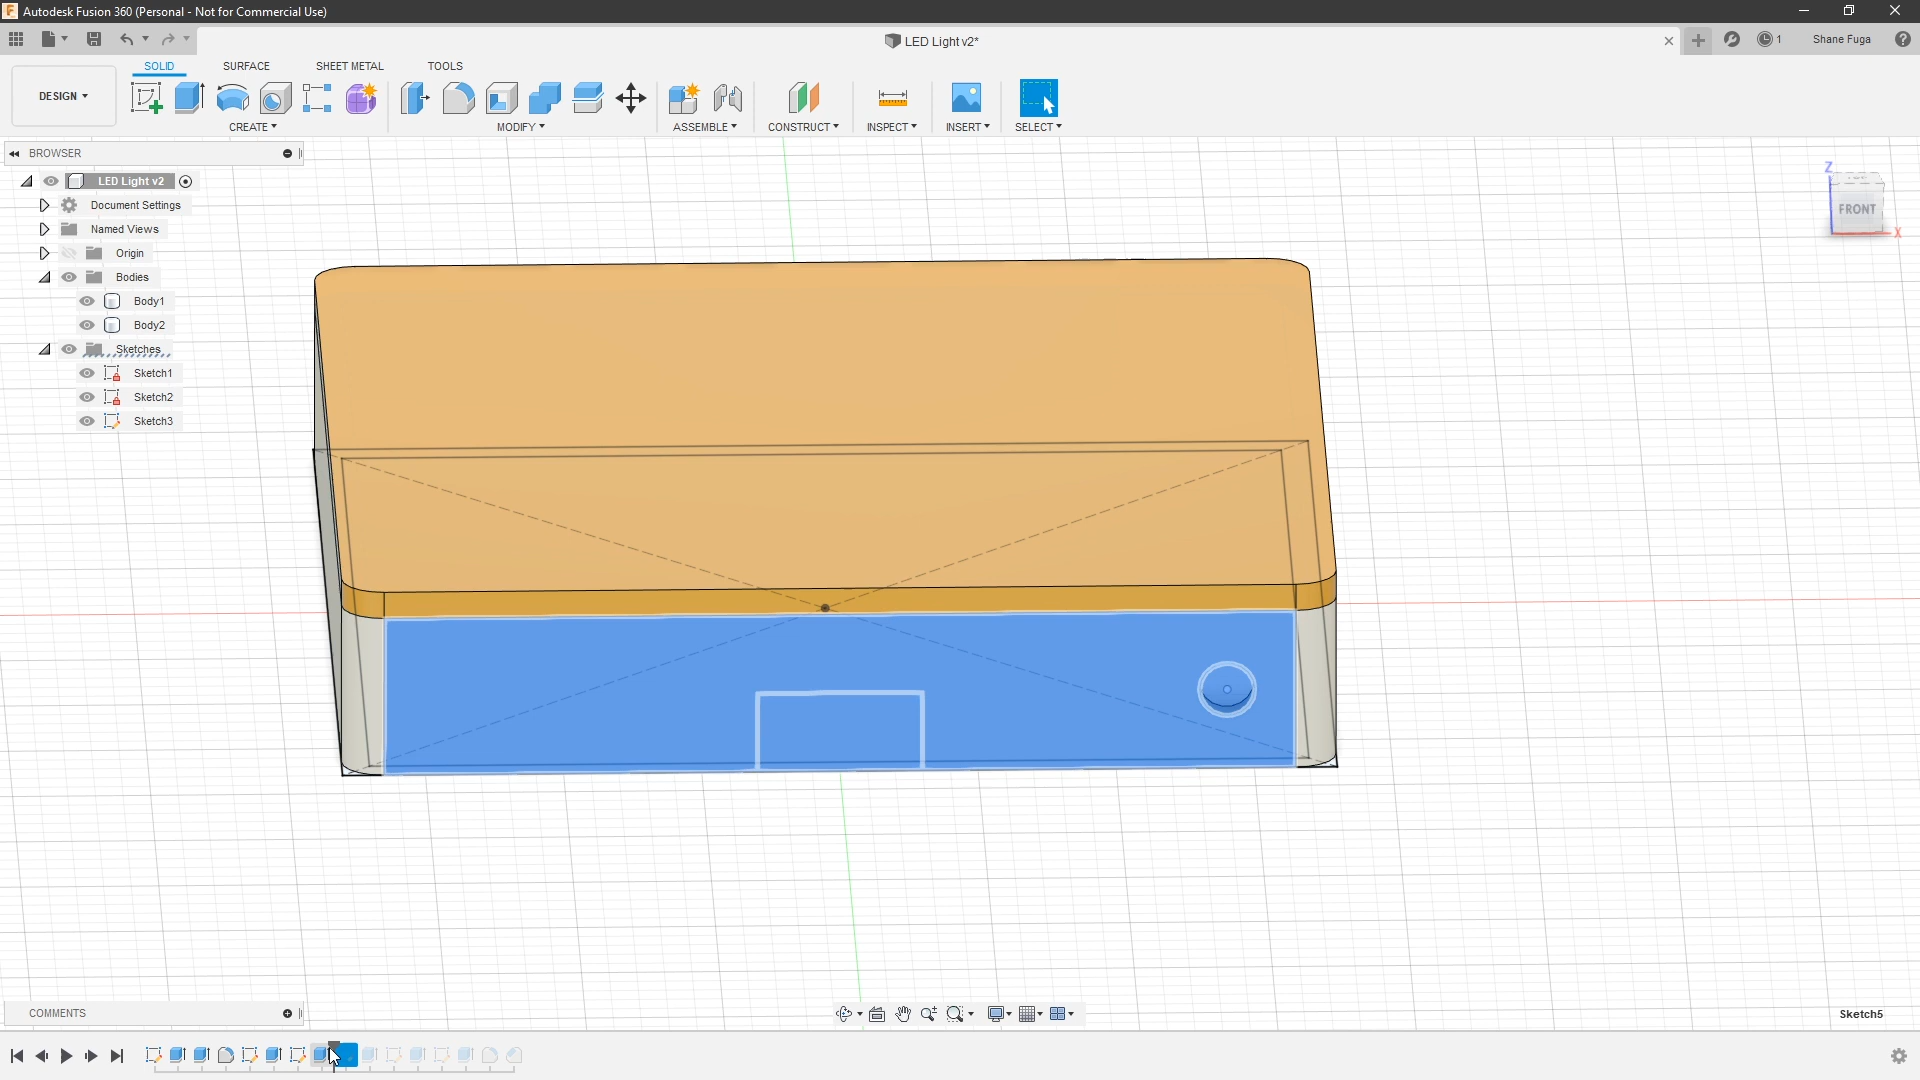 F Autodesk Fusion 360 (Personal - Not for Commercial Use)
LED Light v2*
1 Shane Fuga
SOLID SURFACE SHEET METAL TOOLS
DESIGN
CREATE MODIFY ASSEMBLE CONSTRUCT INSPECT INSERT SELECT
BROWSER
LED Light v2
Document Settings
Named Views
Origin
Bodies
Body1
Body2
Sketches
Sketch1
Sketch2
Sketch3
Z
FRONT
X
COMMENTS
Sketch5